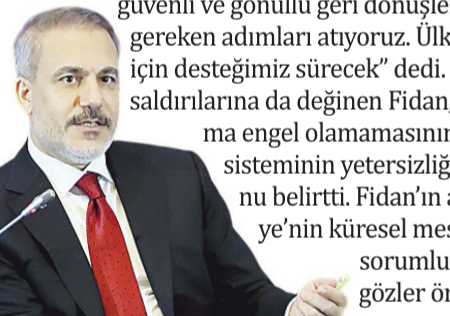 güvenli ve gönüllü geri dönüşle
gereken adımları atıyoruz. Ülk
için desteğimiz sürecek” dedi.
saldırılarına da değinen Fidan,
ma engel olamamasının
sisteminin yetersizliğ
nu belirtti. Fidan’ın a
ye’nin küresel mes
sorumlu
gözler ön